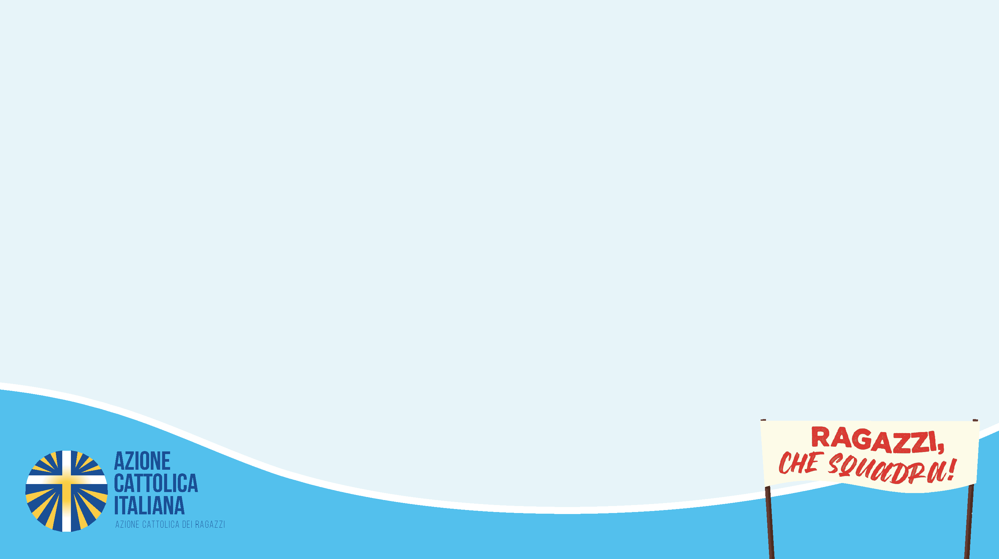 AZIONE
CATTOLICA
ITALIANA
AZIONE CATTOLICA DEI RAGAZZI
RAGAZZI,
CHE SQUADRA!